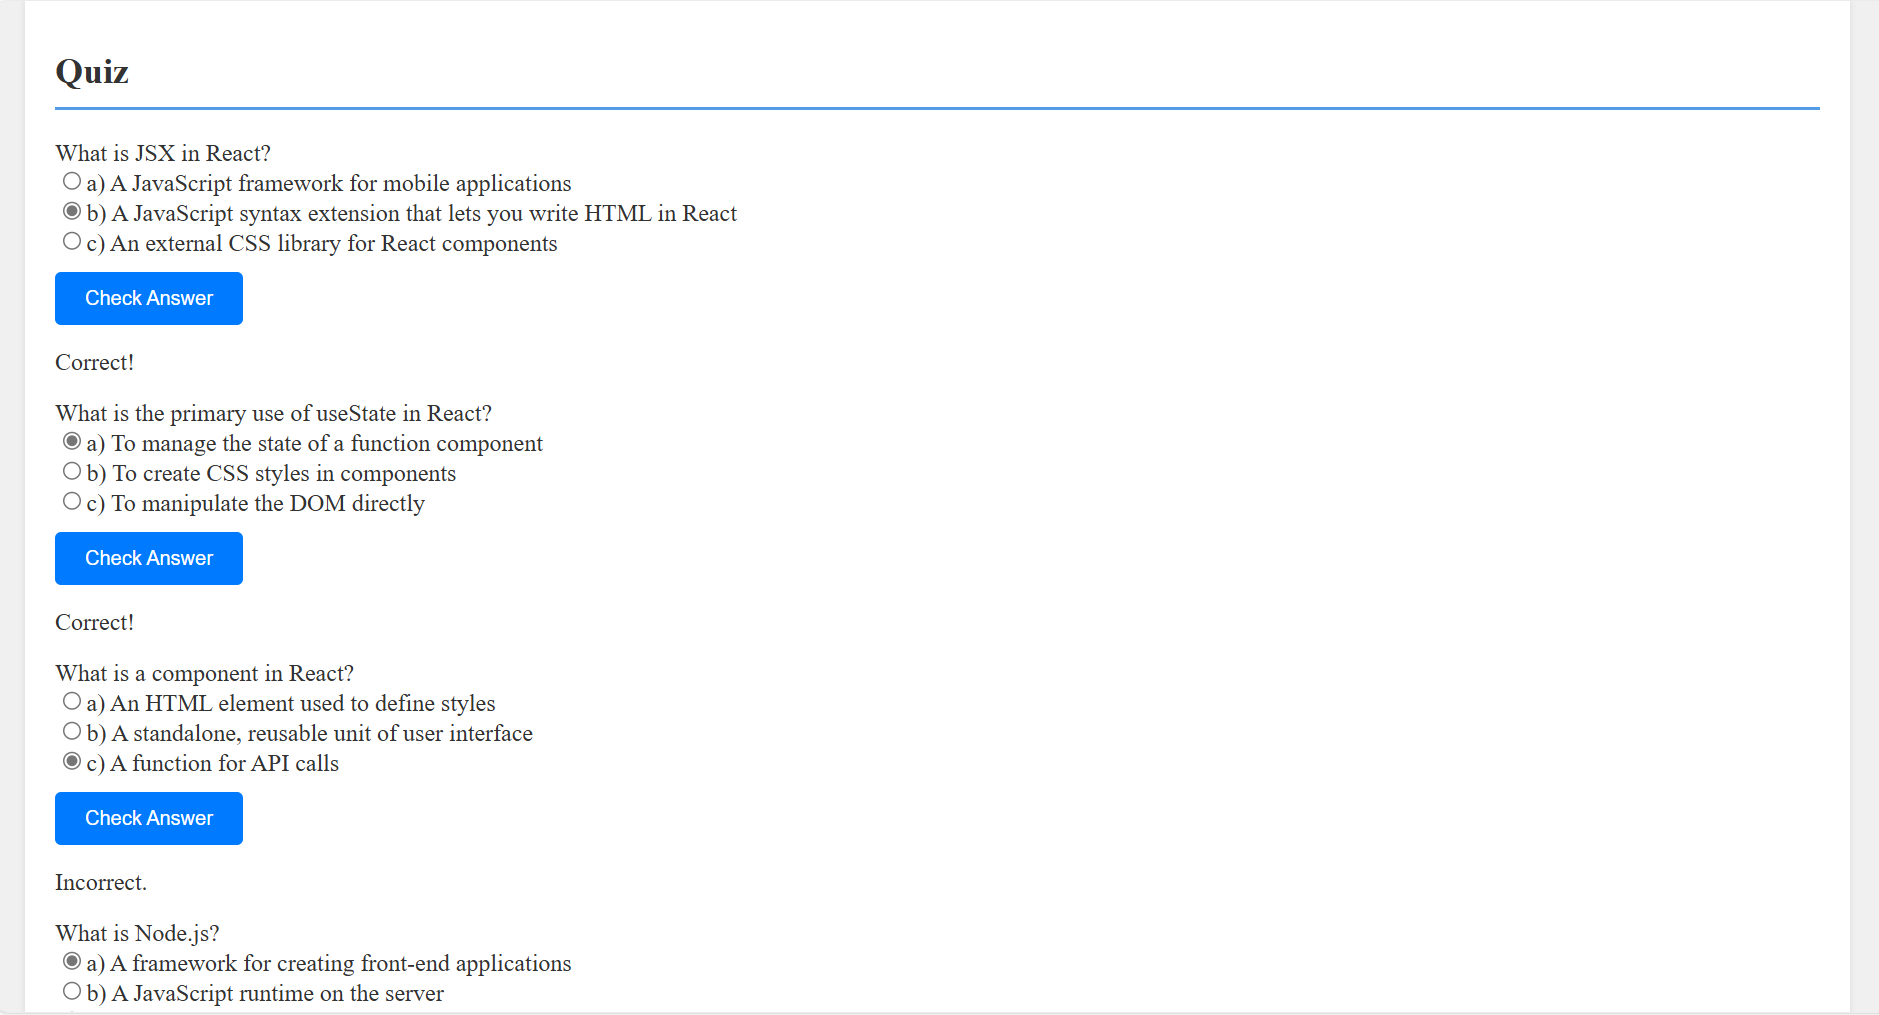 Quiz
What is JSX in React?
a) A JavaScript framework for mobile applications
b) A JavaScript syntax extension that lets you write HTML in React
c) An external CSS library for React components
Check Answer
Correct!
What is the primary use of useState in React?
a) To manage the state of a function component
b) To create CSS styles in components
c) To manipulate the DOM directly
Check Answer
Correct!
What is a component in React?
a) An HTML element used to define styles
b) A standalone, reusable unit of user interface
c) A function for API calls
Check Answer
Incorrect.
What is Node.js?
a) A framework for creating front-end applications
b) A JavaScript runtime on the server